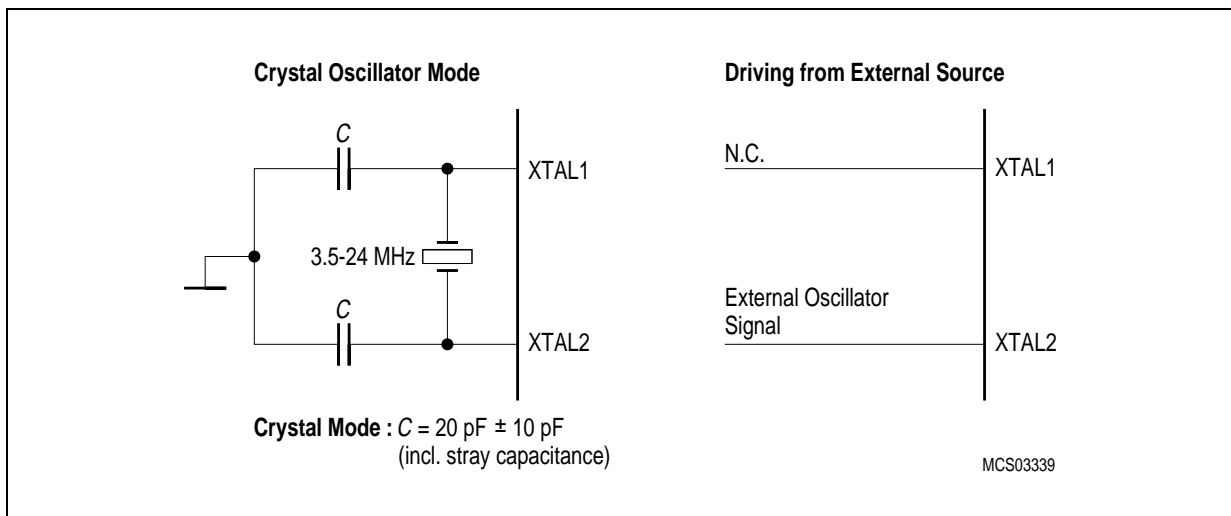 Crystal Oscillator Mode
C
XTAL1
3.5-24 MHz
C
XTAL2
Crystal Mode : C = 20 pF ± 10 pF
(incl. stray capacitance)
Driving from External Source
N.C.
XTAL1
External Oscillator
Signal
XTAL2
MCS03339